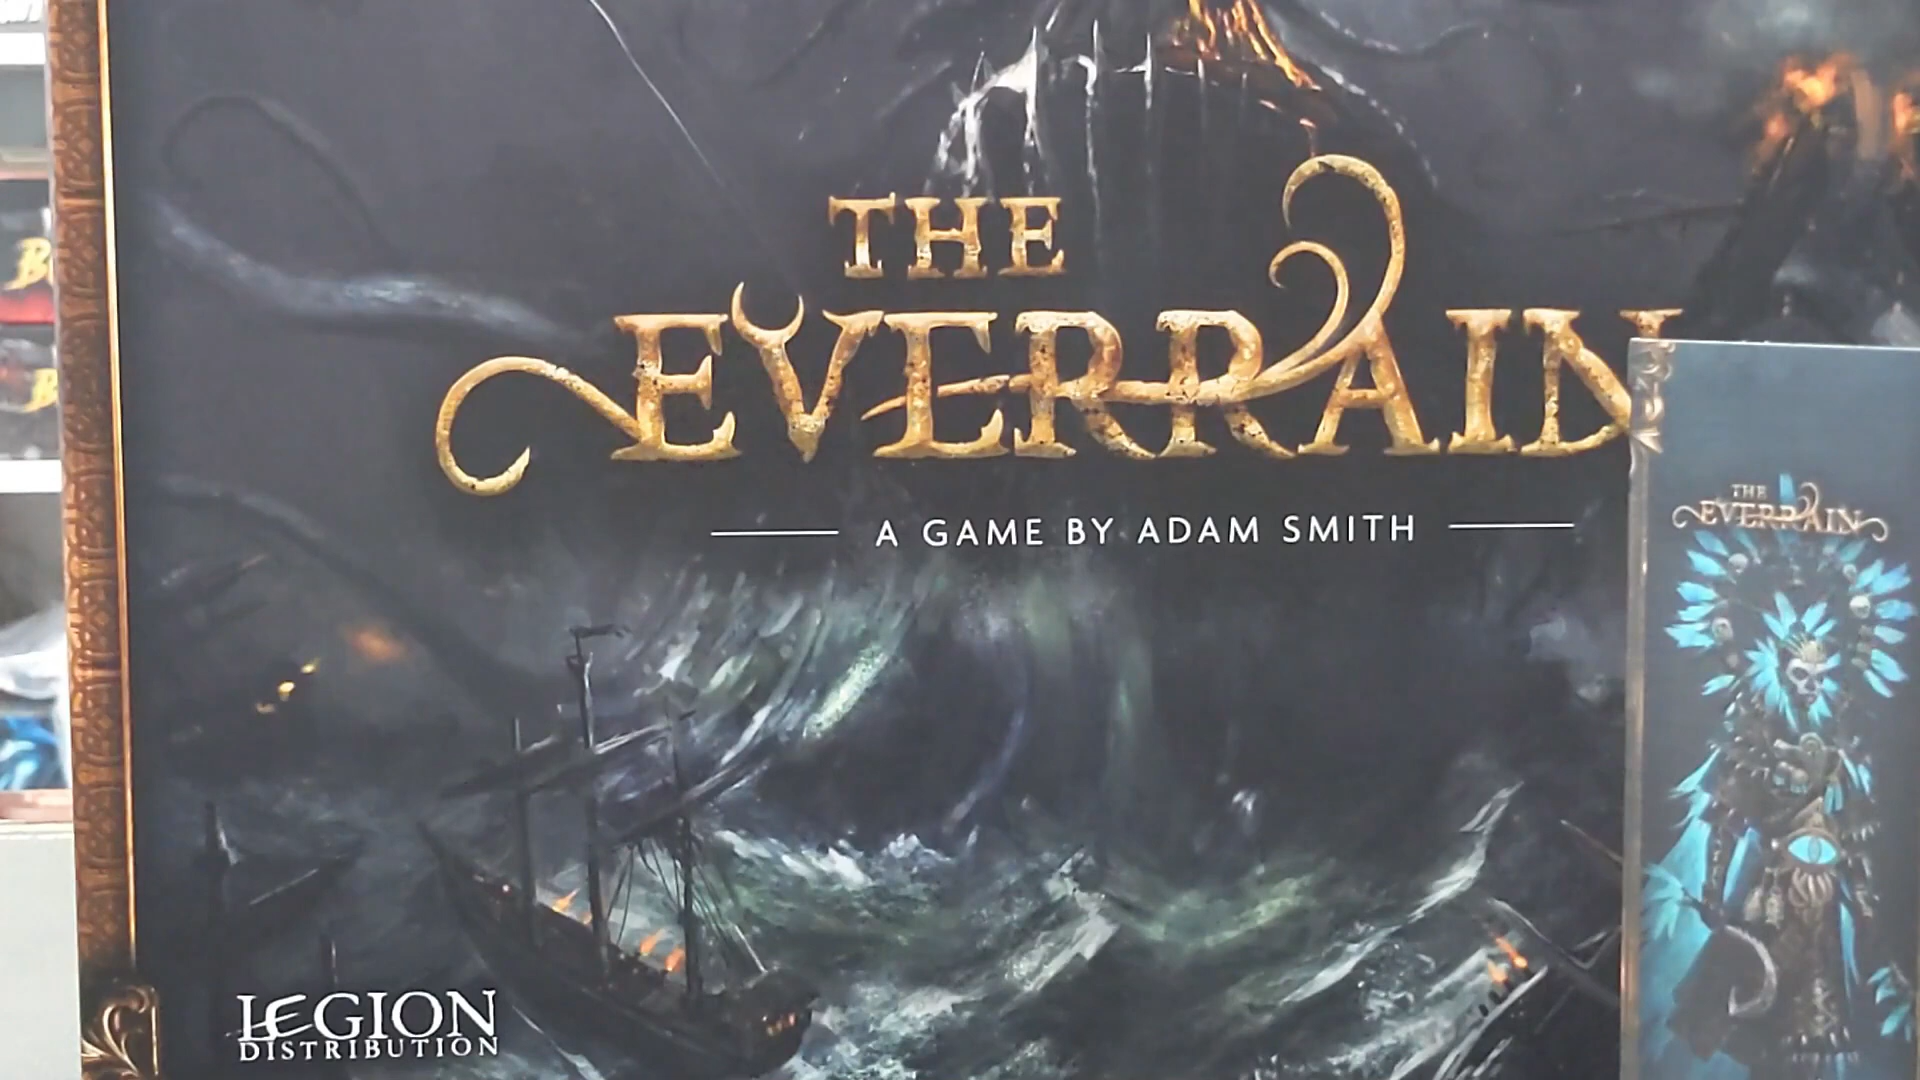 THE
EVERRAIN
A GAME BY ADAM SMITH
THE
EVERRAIN
LEGION
DISTRIBUTION